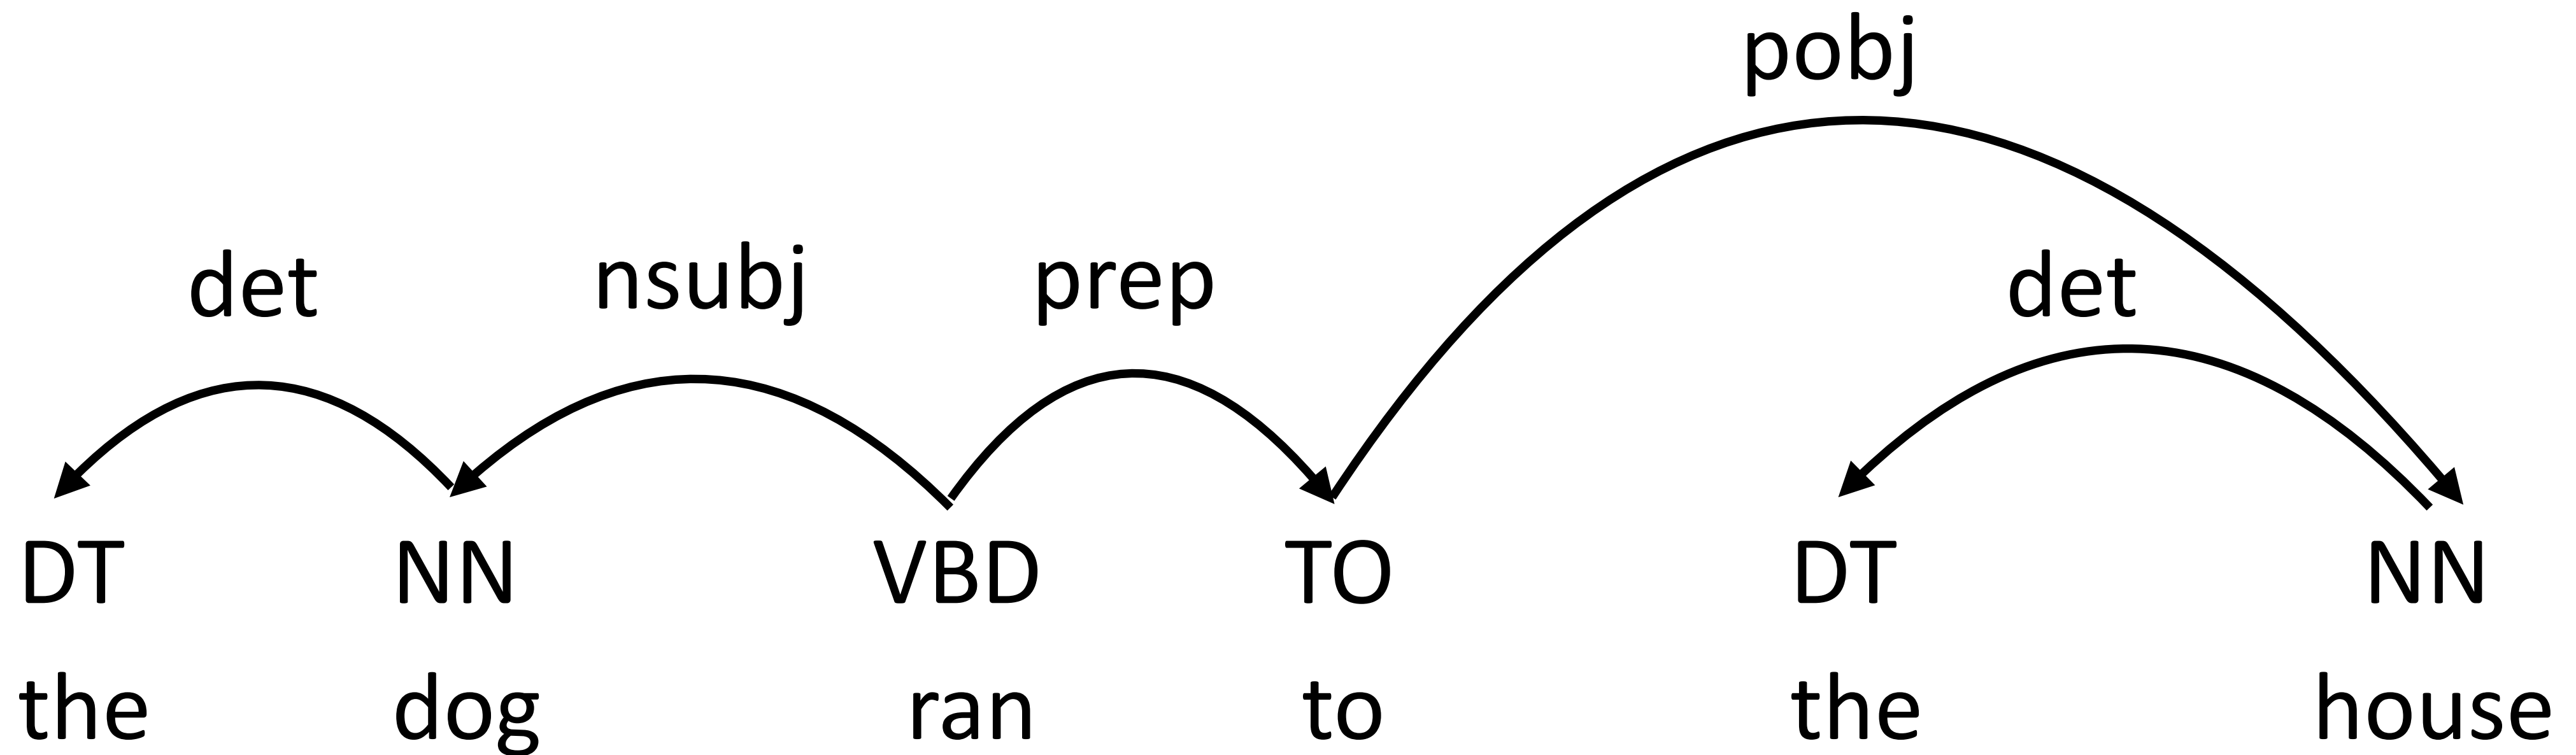 pobj
det nsubj prep det
DT NN VBD TO DT NN
the dog ran to the house